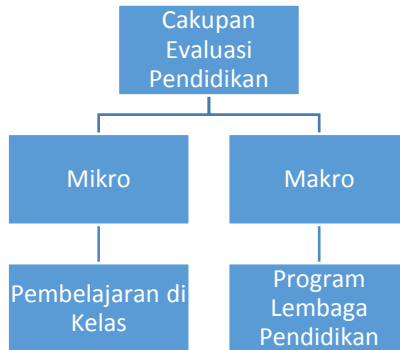 Cakupan
Evaluasi
Pendidikan
Mikro
Makro
Pembelajaran di
Kelas
Program
Lembaga
Pendidikan